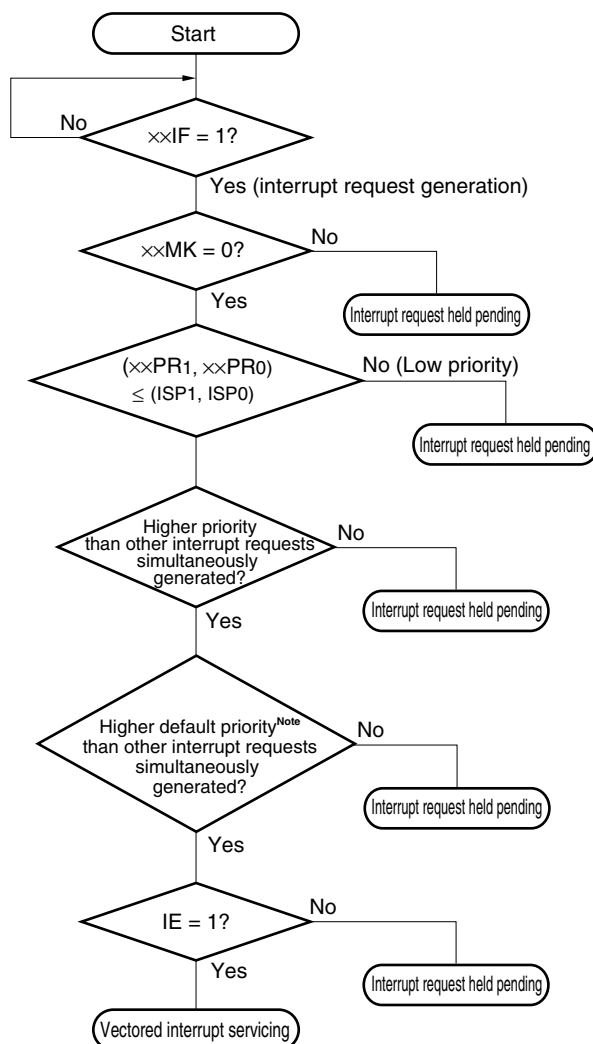 Start
No
××IF = 1?
Yes (interrupt request generation)
××MK = 0?
No
Yes
Interrupt request held pending
(××PR1, ××PR0)
≤ (ISP1, ISP0)
No (Low priority)
Interrupt request held pending
Higher priority
than other interrupt requests
simultaneously
generated?
No
Interrupt request held pending
Yes
Higher default priorityNote
than other interrupt requests
simultaneously
generated?
No
Interrupt request held pending
Yes
IE = 1?
No
Yes
Interrupt request held pending
Vectored interrupt servicing